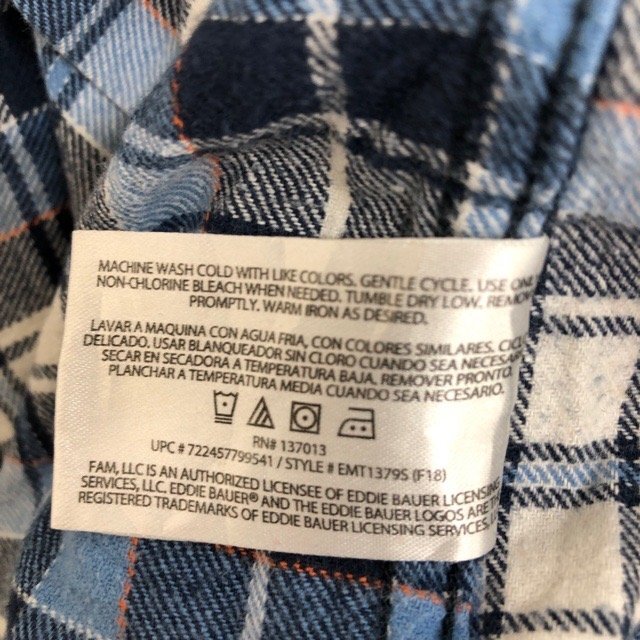 MACHINE WASH COLD WITH LIKE COLORS. GENTLE CYCLE. USE
NON-CHLORINE BLEACH WHEN NEEDED. TUMBLE DRY LOW. REMOVE
PROMPTLY. WARM IRON AS DESIRED.
LAVAR A MAQUINA CON AGUA FRIA, CON COLORES SIMILARES.
DELICADO. USAR BLANQUEADOR SIN CLORO CUANDO SEA NECESARIO.
SECAR EN SECADORA A TEMPERATURA BAJA. REMOVER PRONTO.
PLANCHAR A TEMPERATURA MEDIA CUANDO SEA NECESARIO.
RN# 137013
UPC # 722457799541 / STYLE # EMT1379S (F18)
FAM, LLC IS AN AUTHORIZED LICENSEE OF EDDIE BAUER LICENSING
SERVICES, LLC. EDDIE BAUER® AND THE EDDIE BAUER LOGOS ARE THE
REGISTERED TRADEMARKS OF EDDIE BAUER LICENSING SERVICES,